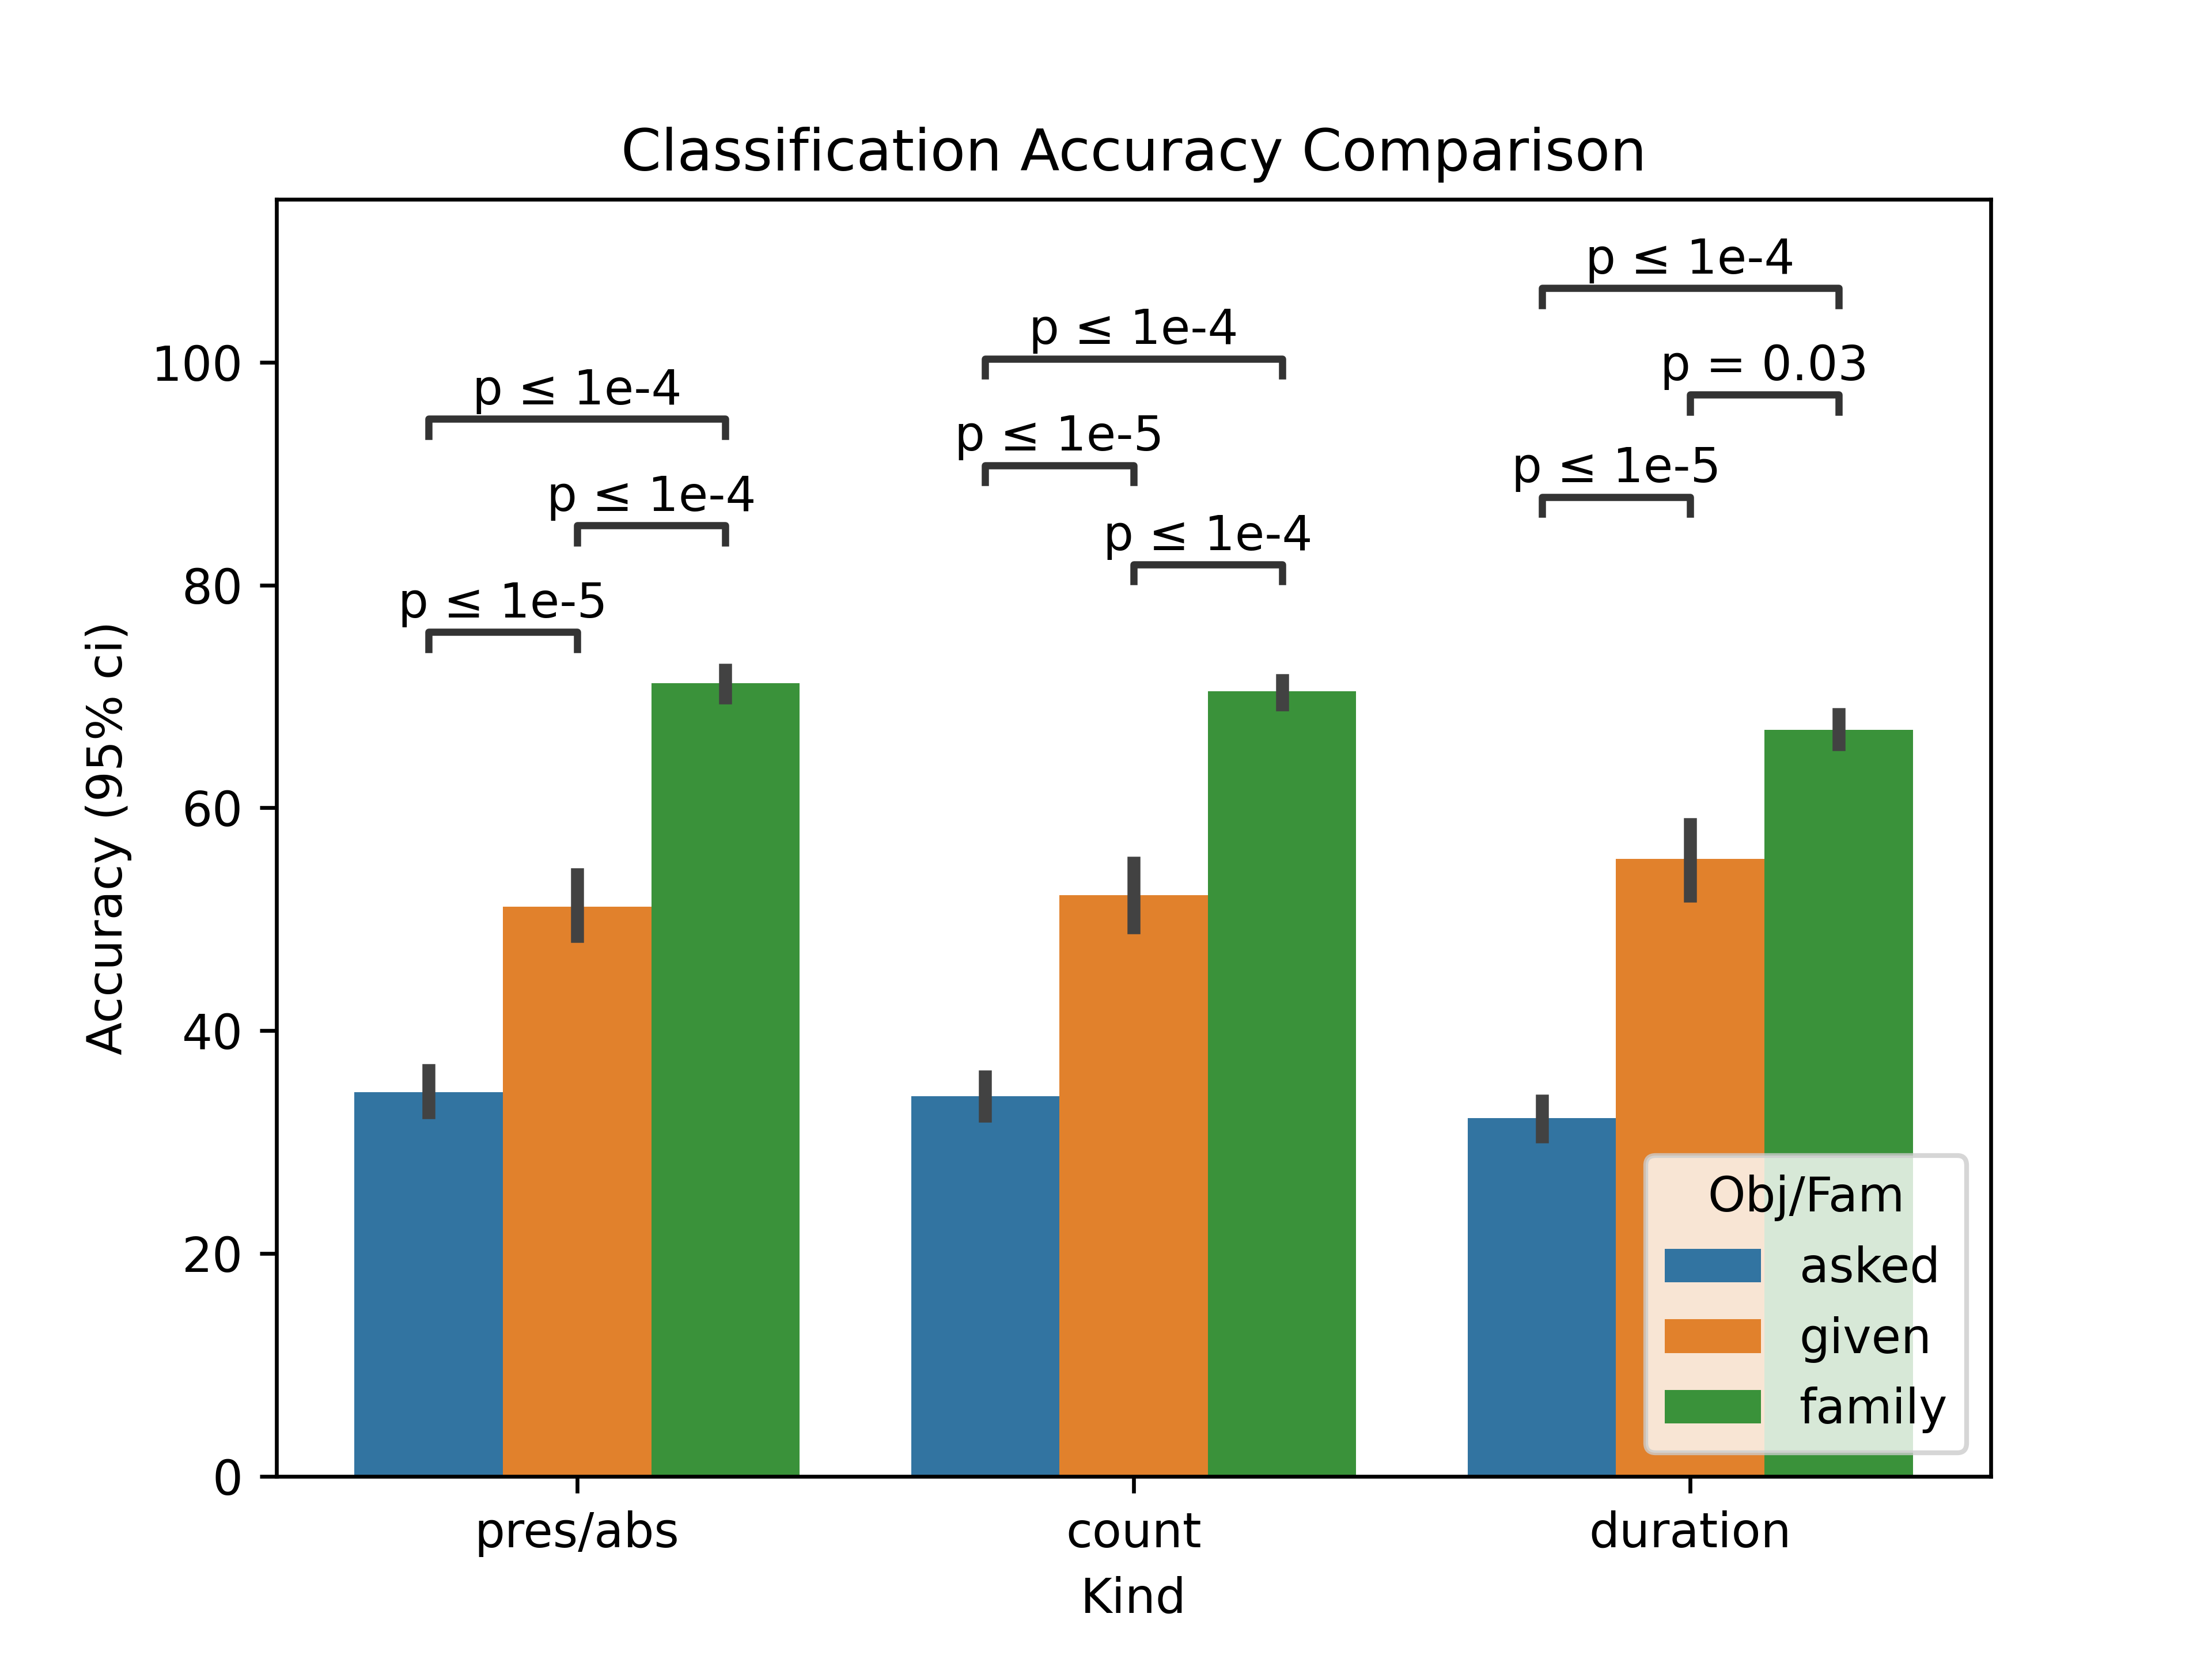 Classification Accuracy Comparison
p ≤ 1e-4
p ≤ 1e-4
p ≤ 1e-5
p ≤ 1e-4
p ≤ 1e-5
p ≤ 1e-4
p ≤ 1e-4
p = 0.03
p ≤ 1e-5
Accuracy (95% ci)
100
80
60
40
20
0
Obj/Fam
asked
given
family
pres/abs
count
duration
Kind